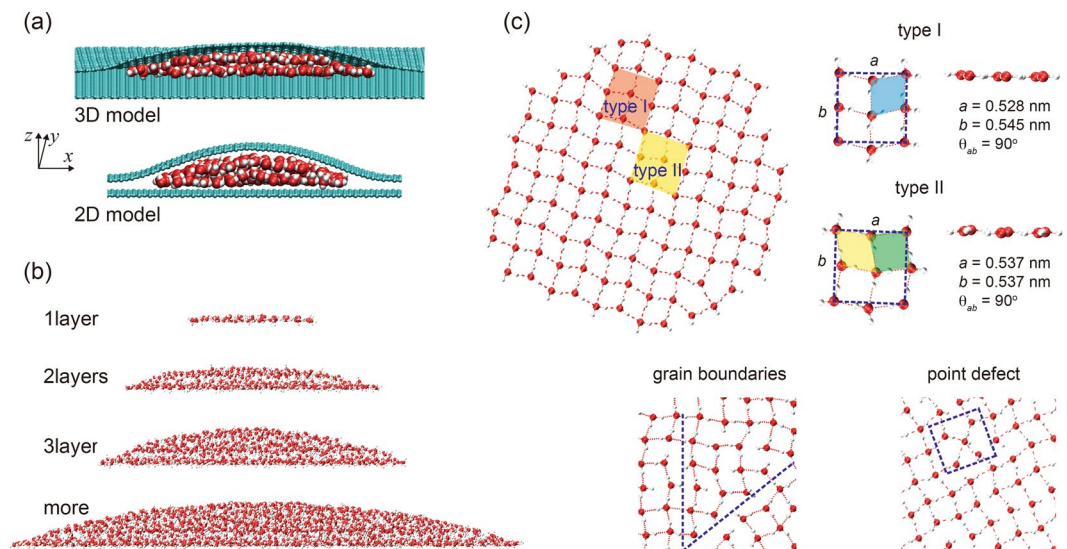 (a)
3D model
z
y
x
2D model
(b)
1layer
2layers
3layer
more
(c)
type I
type II
type I
a
b
a = 0.528 nm
b = 0.545 nm
θab = 90°
type II
a
b
a = 0.537 nm
b = 0.537 nm
θab = 90°
grain boundaries
point defect